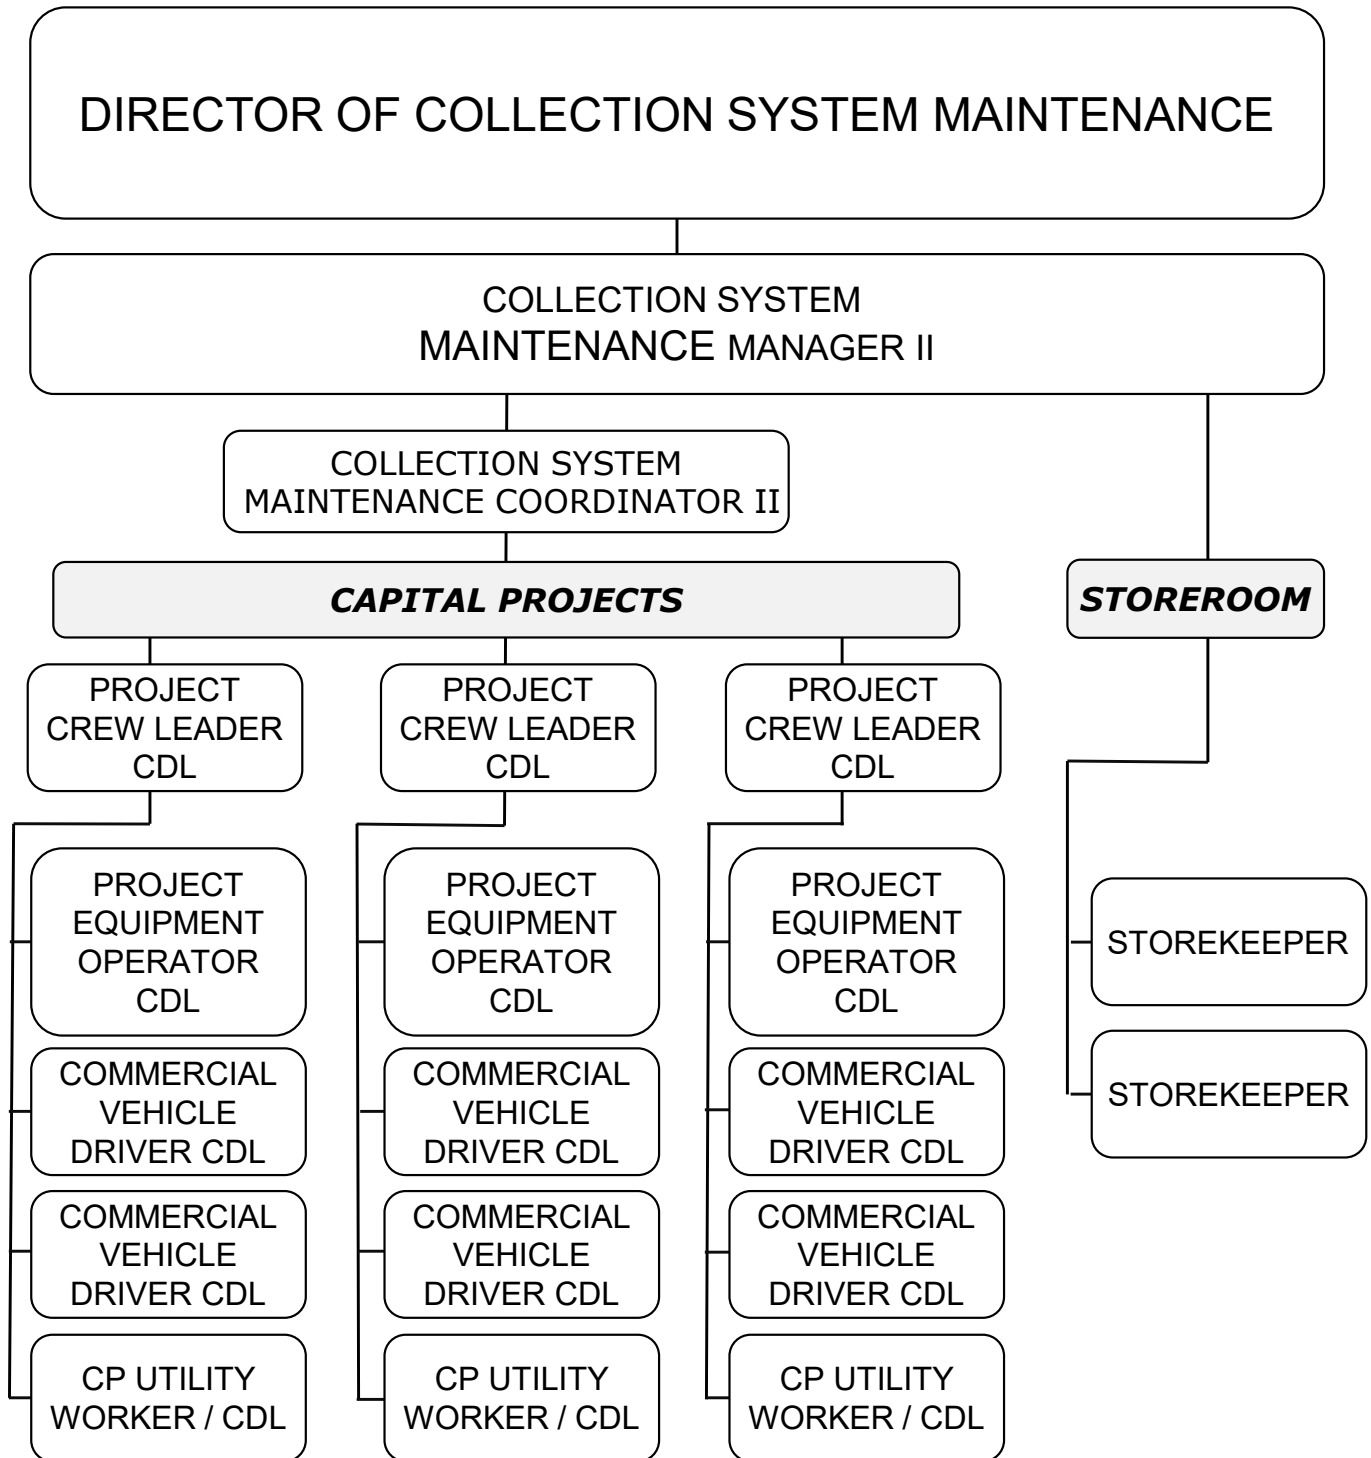 DIRECTOR OF COLLECTION SYSTEM MAINTENANCE
COLLECTION SYSTEM
MAINTENANCE MANAGER II
COLLECTION SYSTEM
MAINTENANCE COORDINATOR II
CAPITAL PROJECTS
STOREROOM
PROJECT
CREW LEADER
CDL
PROJECT
EQUIPMENT
OPERATOR
CDL
COMMERCIAL
VEHICLE
DRIVER CDL
COMMERCIAL
VEHICLE
DRIVER CDL
CP UTILITY
WORKER / CDL
PROJECT
CREW LEADER
CDL
PROJECT
EQUIPMENT
OPERATOR
CDL
COMMERCIAL
VEHICLE
DRIVER CDL
COMMERCIAL
VEHICLE
DRIVER CDL
CP UTILITY
WORKER / CDL
PROJECT
CREW LEADER
CDL
PROJECT
EQUIPMENT
OPERATOR
CDL
COMMERCIAL
VEHICLE
DRIVER CDL
COMMERCIAL
VEHICLE
DRIVER CDL
CP UTILITY
WORKER / CDL
STOREKEEPER
STOREKEEPER